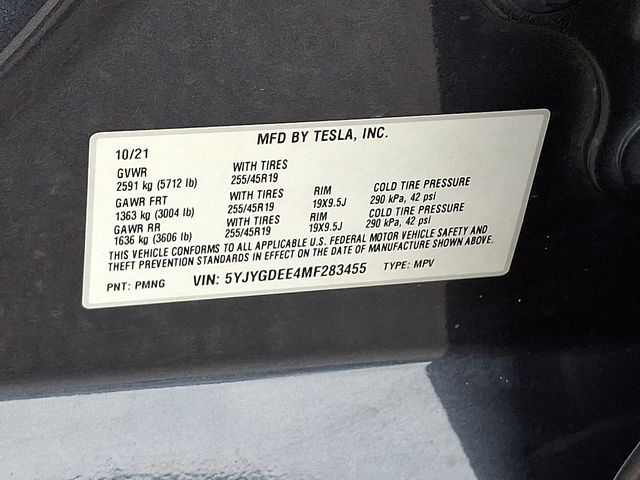 MFD BY TESLA, INC.
10/21
GVWR WITH TIRES
2591 kg (5712 lb) 255/45R19
GAWR FRT WITH TIRES RIM COLD TIRE PRESSURE
1363 kg (3004 lb) 255/45R19 19X9.5J 290 kPa, 42 psi
GAWR RR WITH TIRES RIM COLD TIRE PRESSURE
1636 kg (3606 lb) 255/45R19 19X9.5J 290 kPa, 42 psi
THIS VEHICLE CONFORMS TO ALL APPLICABLE U.S. FEDERAL MOTOR VEHICLE SAFETY AND
THEFT PREVENTION STANDARDS IN EFFECT ON THE DATE OF MANUFACTURE SHOWN ABOVE.
PNT: PMNG VIN: 5YJYGDEE4MF283455 TYPE: MPV